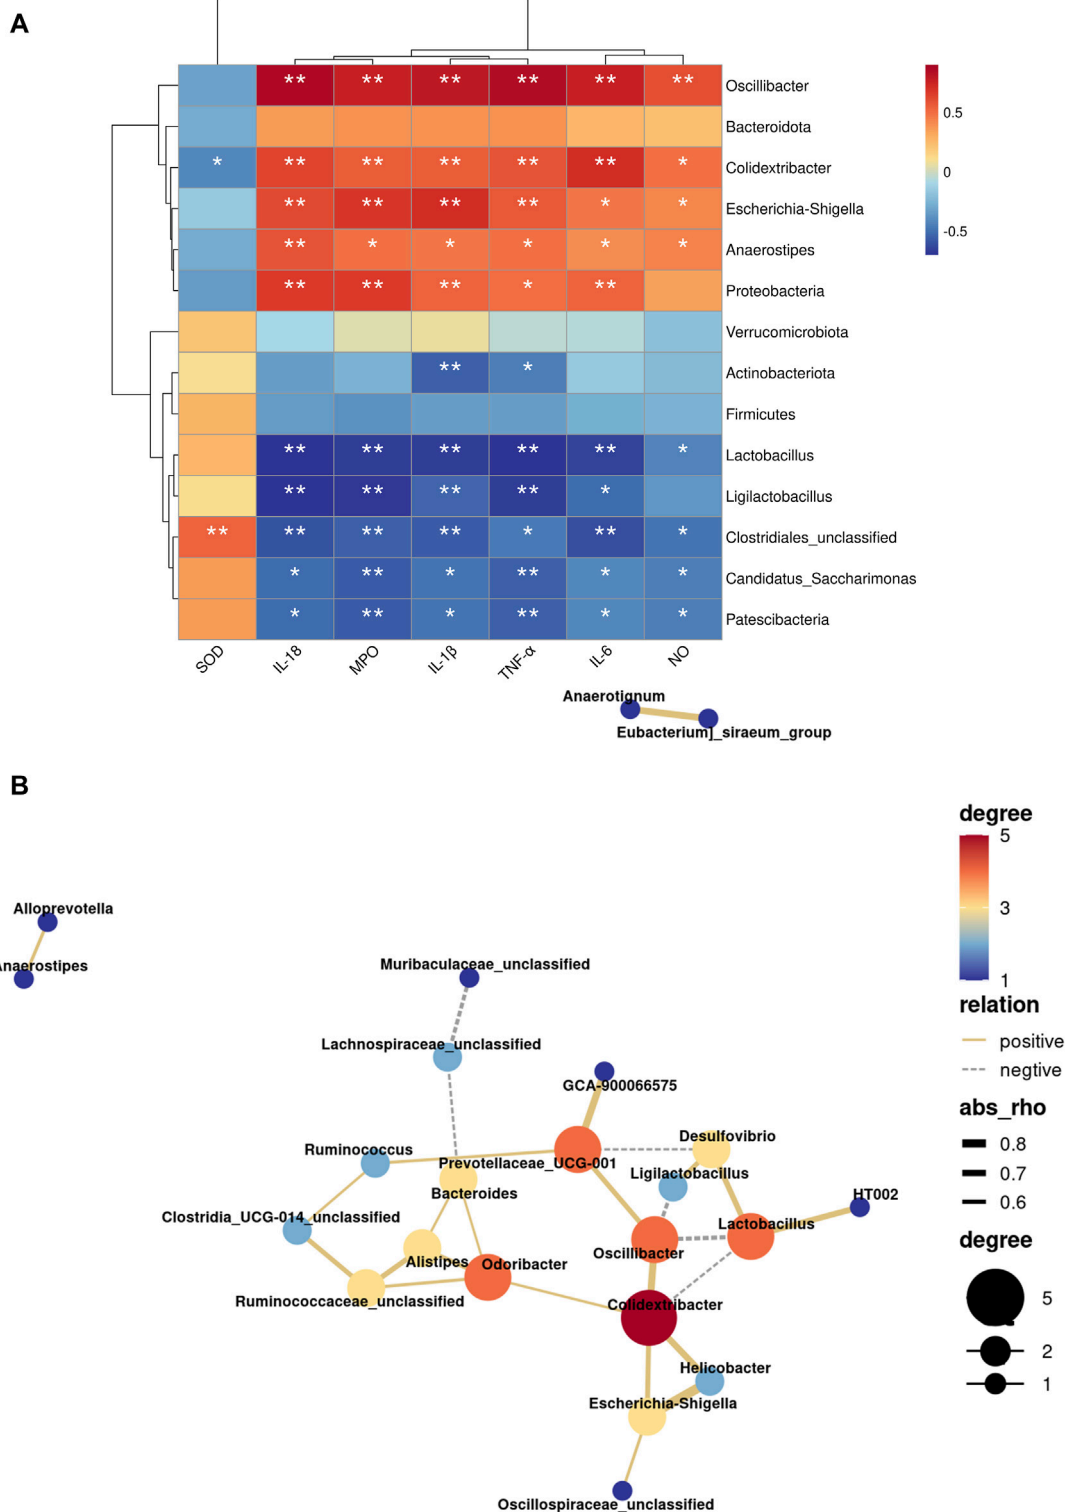 A
** ** ** ** ** **
Oscillibacter
Bacteroidota
* ** ** ** ** ** *
Colidextribacter
** ** ** ** * *
Escherichia-Shigella
** * * * * *
Anaerostipes
** ** ** * **
Proteobacteria
Verrucomicrobiota
** *
Actinobacteriota
Firmicutes
** ** ** ** ** *
Lactobacillus
** ** ** ** *
Ligilactobacillus
** ** ** ** * ** *
Clostridiales_unclassified
* ** * ** * *
Candidatus_Saccharimonas
* ** * ** * *
Patescibacteria
SOD IL-18 MPO IL-1β TNF-α IL-6 NO
0.5
0
-0.5
Anaerotignum
Eubacterium]_siraeum_group
B
Alloprevotella
naerostipes
Muribaculaceae_unclassified
Lachnospiraceae_unclassified
GCA-900066575
Ruminococcus
Prevotellaceae_UCG-001
Desulfovibrio
Ligilactobacillus
Bacteroides
HT002
Clostridia_UCG-014_unclassified
Lactobacillus
Oscillibacter
Alistipes
Odoribacter
Ruminococcaceae_unclassified
Colidextribacter
Helicobacter
Escherichia-Shigella
Oscillospiraceae_unclassified
degree
5
3
1
relation
positive
negtive
abs_rho
0.8
0.7
0.6
degree
5
2
1